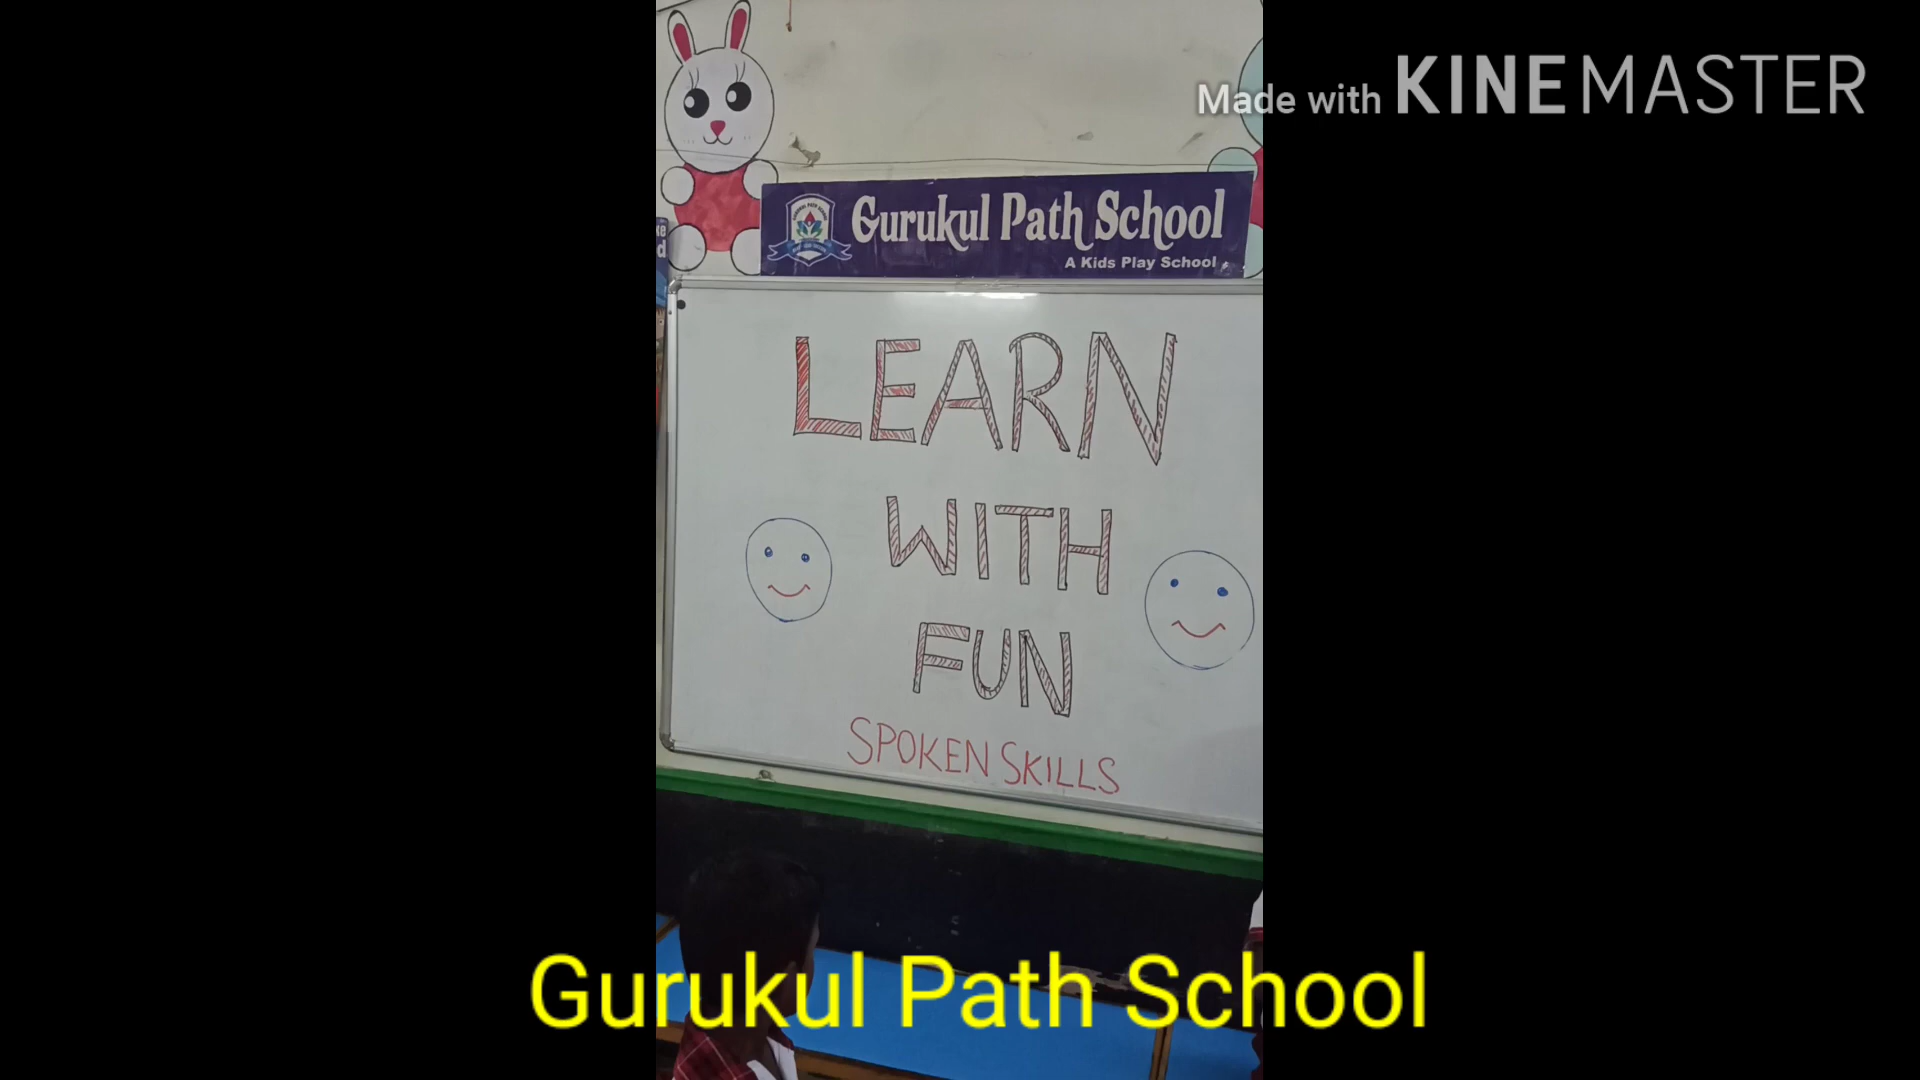 Made with KINEMASTER
Gurukul Path School
A Kids Play School
LEARN
WITH
FUN
SPOKEN SKILLS
Gurukul Path School